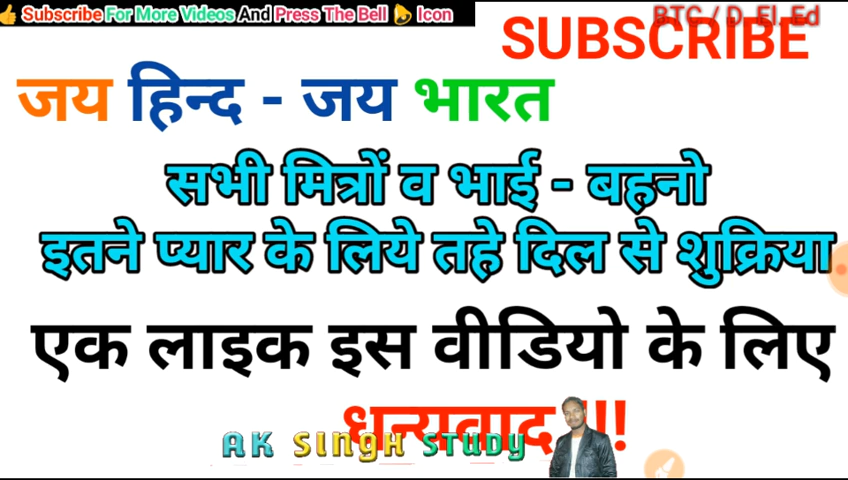 👍 Subscribe For More Videos And Press The Bell 🔔 Icon
BTC / D. El. Ed
SUBSCRIBE
जय हिन्द - जय भारत
सभी मित्रों व भाई - बहनो
इतने प्यार के लिये तहे दिल से शुक्रिया
एक लाइक इस वीडियो के लिए
धन्यवाद !!!
AK SINGH STUDY